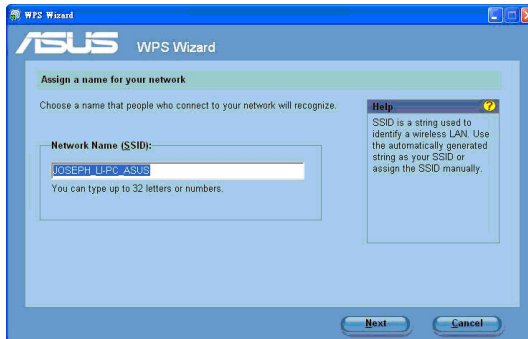 WPS Wizard
ASUS WPS Wizard
Assign a name for your network
Choose a name that people who connect to your network will recognize.
Network Name (SSID):
JOSEPH_LI-PC_ASUS
You can type up to 32 letters or numbers.
Help ?
SSID is a string used to
identify a wireless LAN. Use
the automatically generated
string as your SSID or
assign the SSID manually.
Next
Cancel